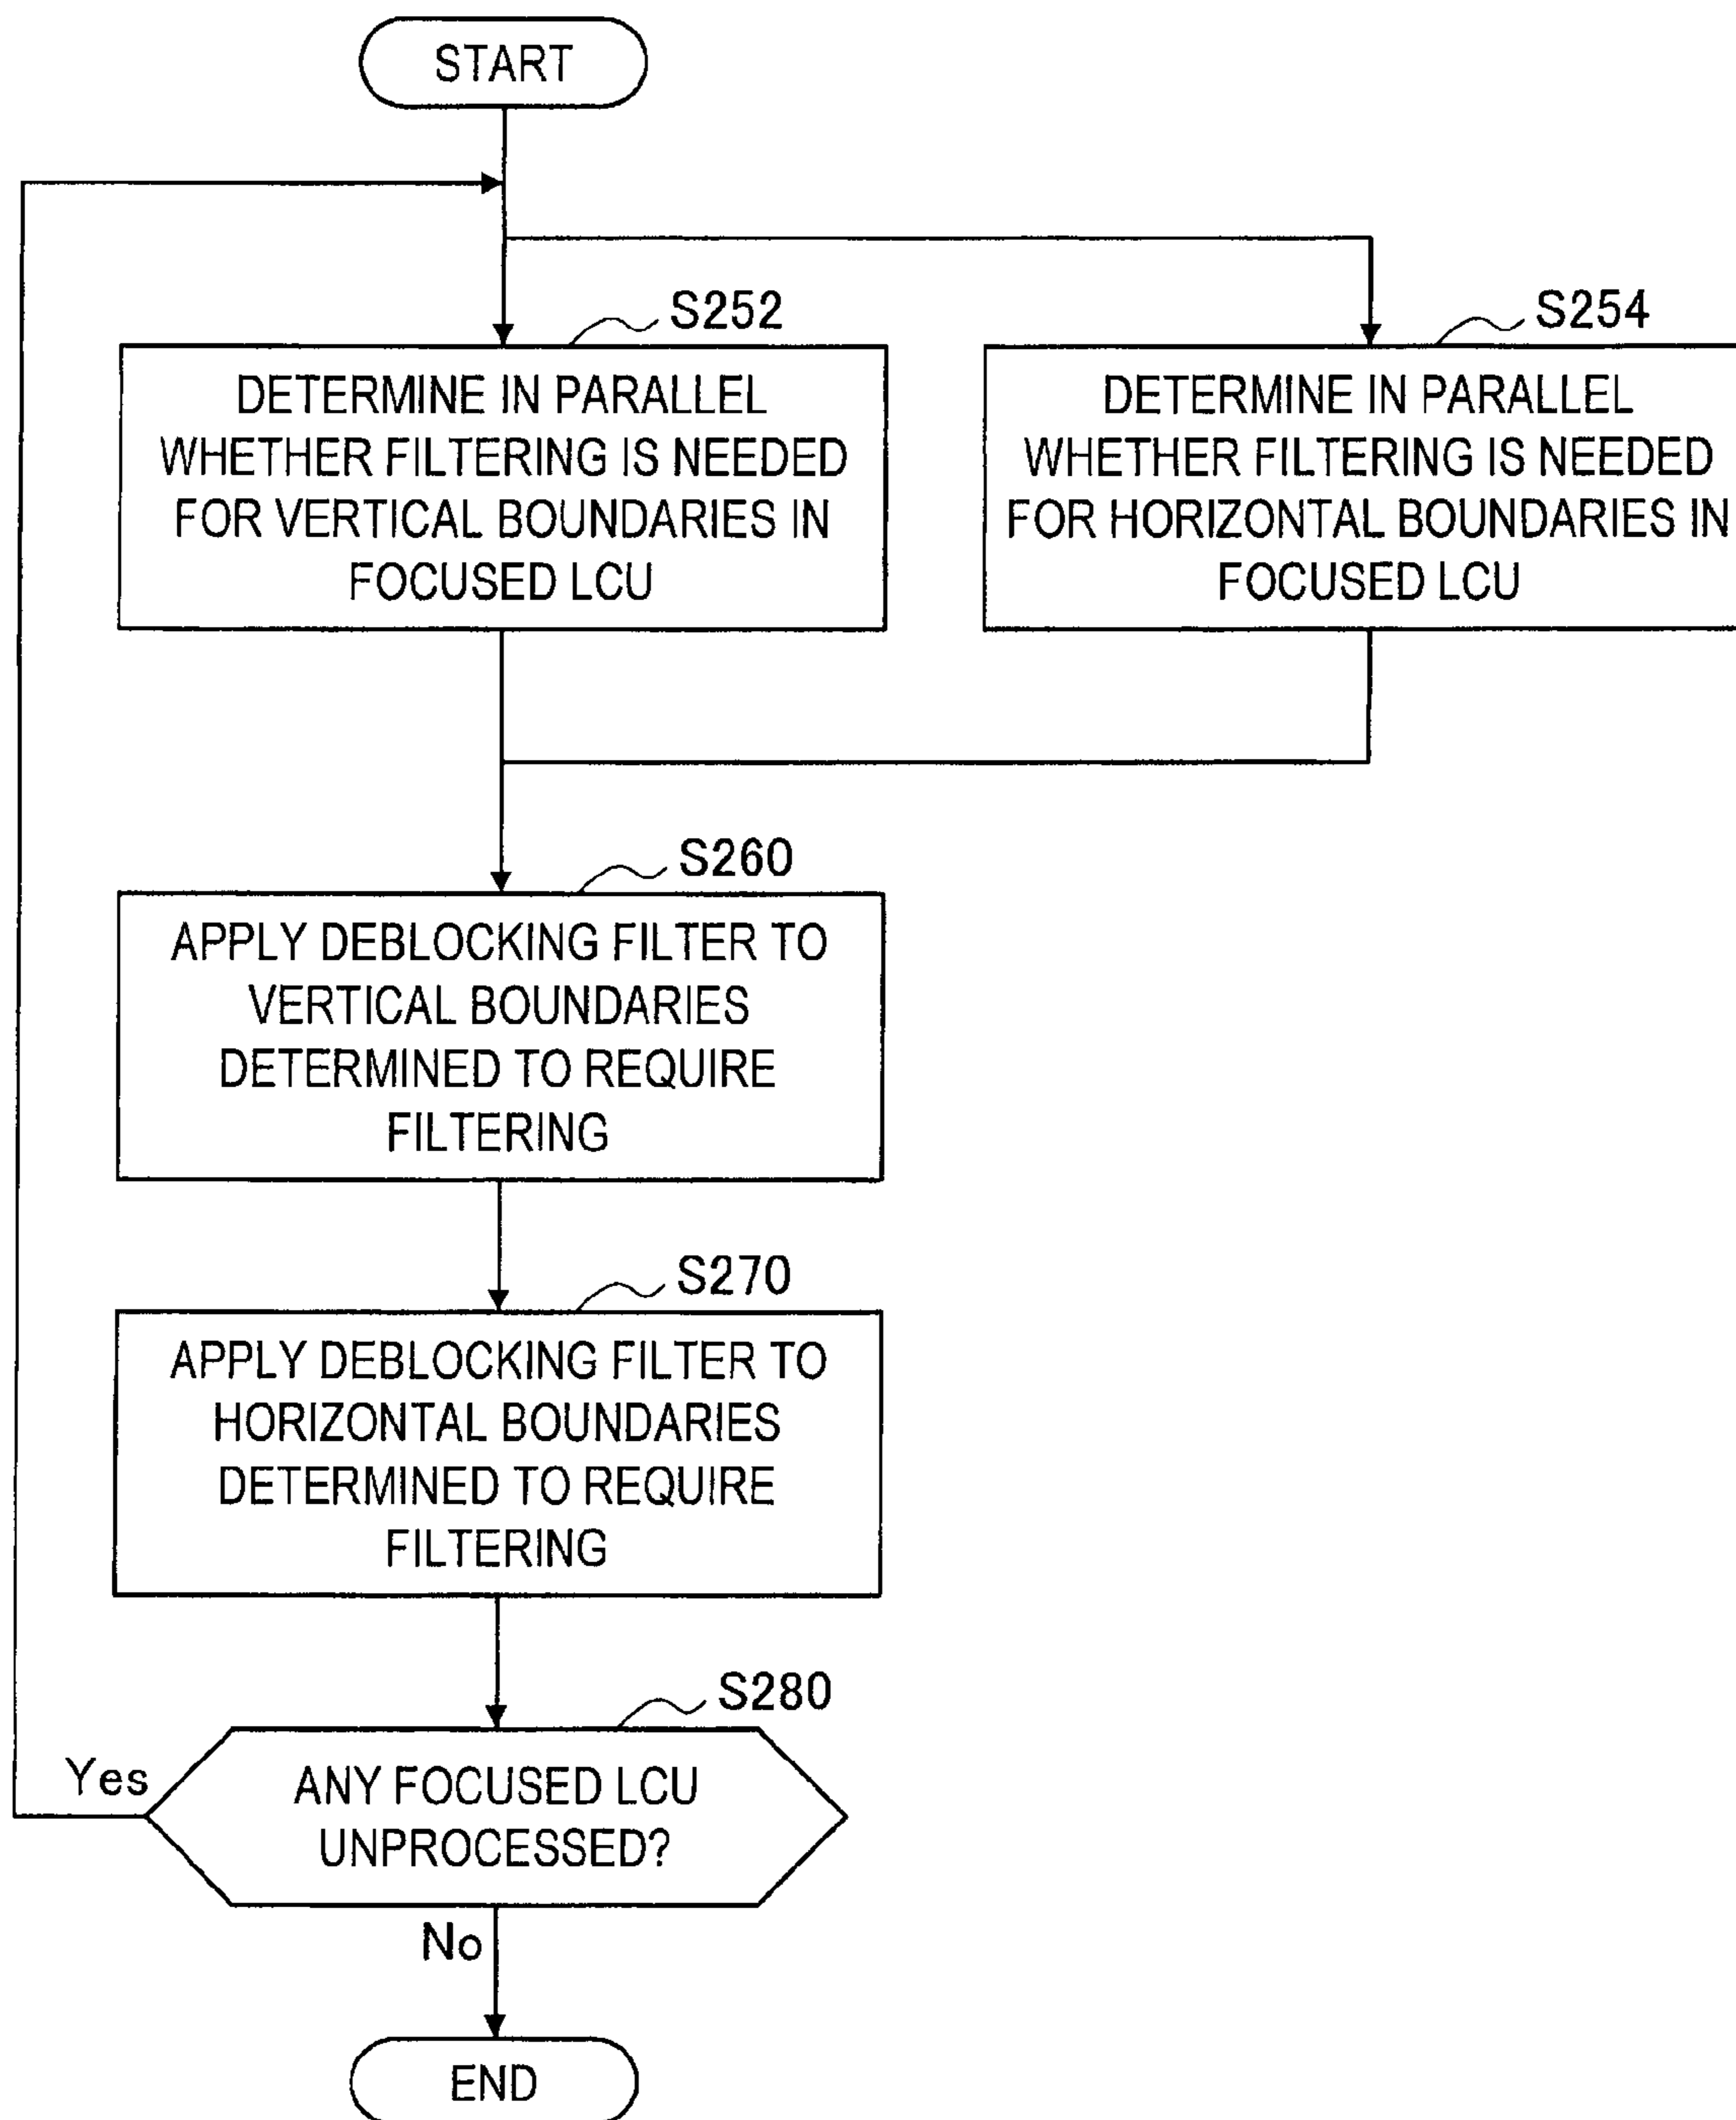 START
S252
DETERMINE IN PARALLEL
WHETHER FILTERING IS NEEDED
FOR VERTICAL BOUNDARIES IN
FOCUSED LCU
S254
DETERMINE IN PARALLEL
WHETHER FILTERING IS NEEDED
FOR HORIZONTAL BOUNDARIES IN
FOCUSED LCU
S260
APPLY DEBLOCKING FILTER TO
VERTICAL BOUNDARIES
DETERMINED TO REQUIRE
FILTERING
S270
APPLY DEBLOCKING FILTER TO
HORIZONTAL BOUNDARIES
DETERMINED TO REQUIRE
FILTERING
S280
Yes
ANY FOCUSED LCU
UNPROCESSED?
No
END